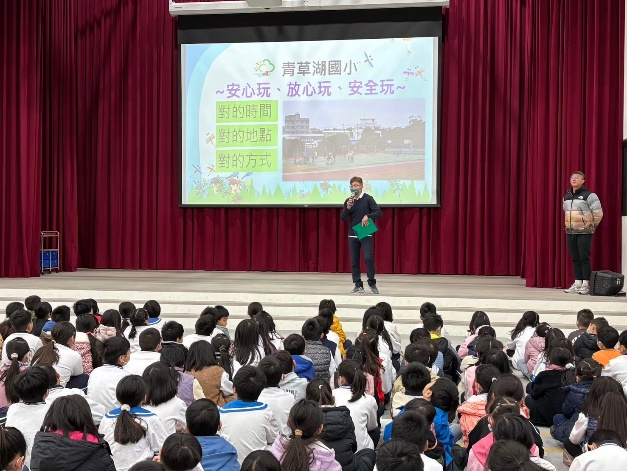 青草湖國小
~安心玩、放心玩、安全玩~
對的時間
對的地點
對的方式